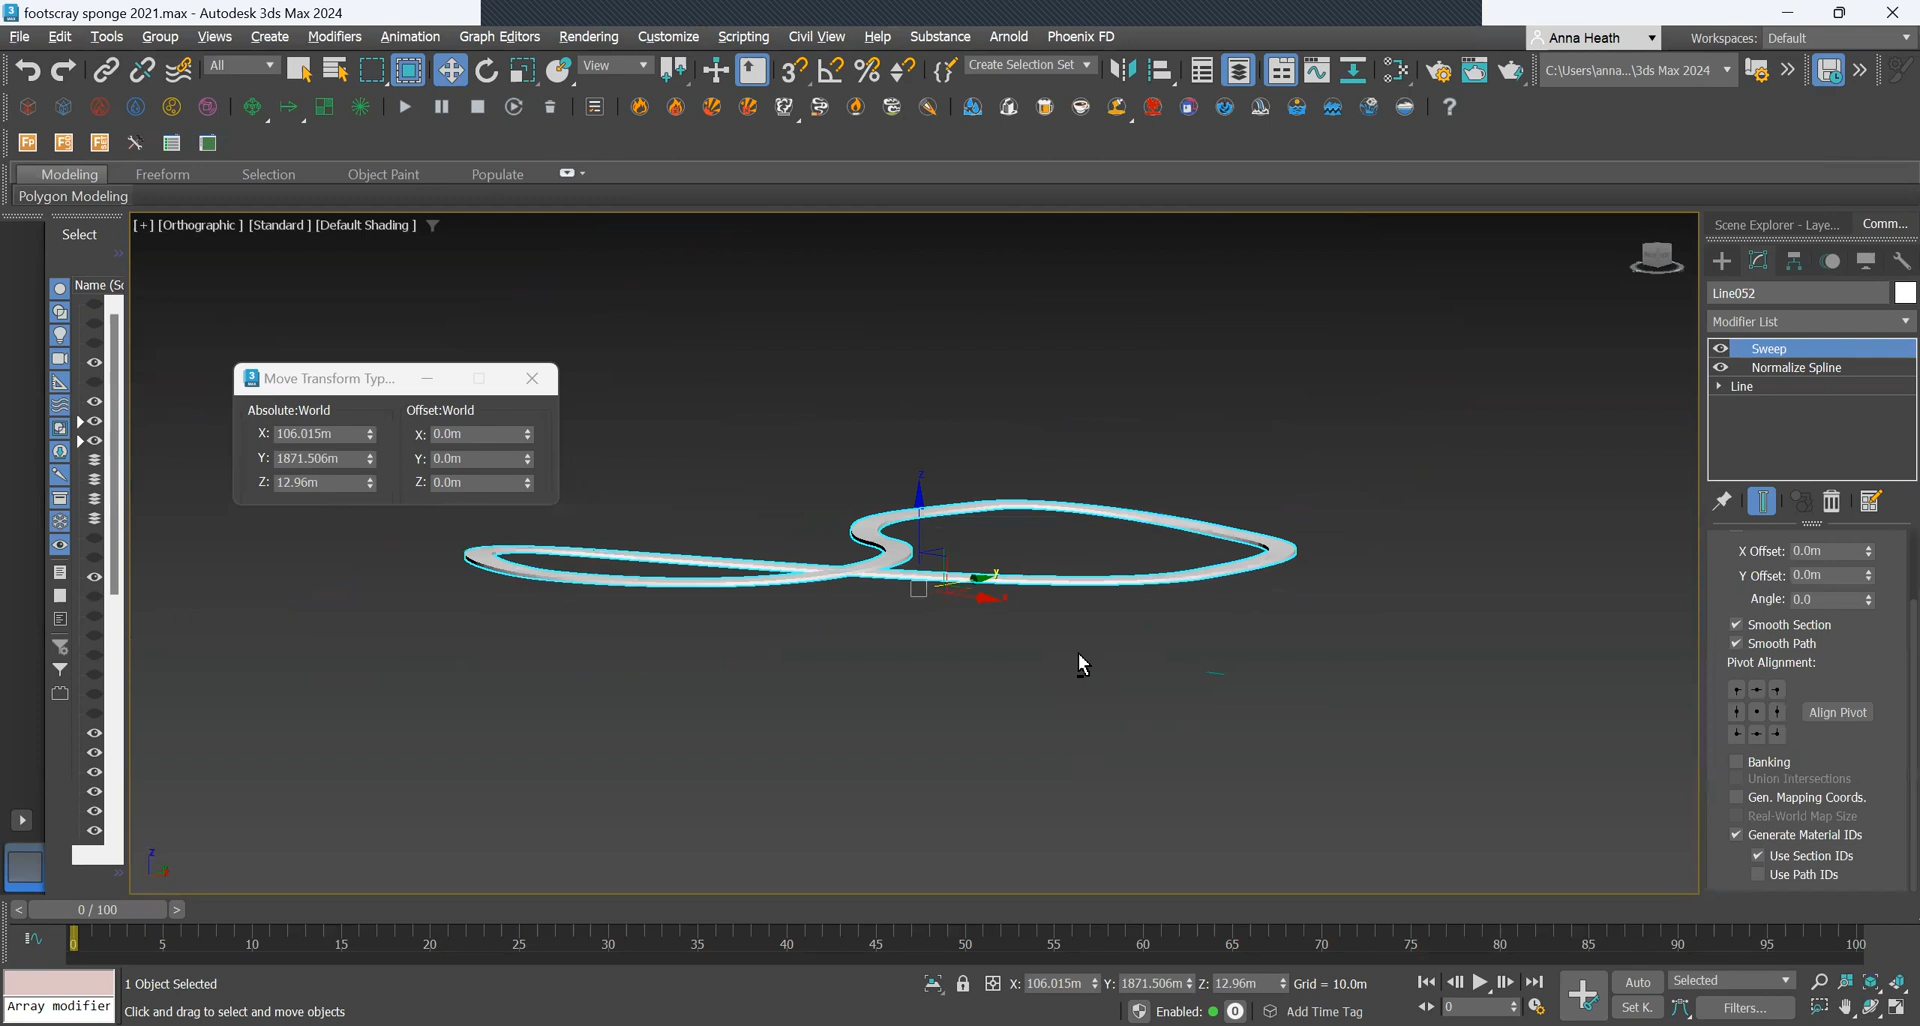 footscray sponge 2021.max - Autodesk 3ds Max 2024
File Edit Tools Group Views Create Modifiers Animation Graph Editors Rendering Customize Scripting Civil View Help Substance Arnold Phoenix FD
Anna Heath
Workspaces: Default
All
View
Create Selection Set
C:\Users\anna...\3ds Max 2024
Modeling Freeform Selection Object Paint Populate
Polygon Modeling
Select
Name (Sc
[+] [Orthographic ] [Standard ] [Default Shading ]
Scene Explorer - Laye... Comm...
Line052
Modifier List
Sweep
Normalize Spline
Line
Move Transform Typ...
Absolute:World Offset:World
X: 106.015m X: 0.0m
Y: 1871.506m Y: 0.0m
Z: 12.96m Z: 0.0m
z
y
x
X Offset: 0.0m
Y Offset: 0.0m
Angle: 0.0
Smooth Section
Smooth Path
Pivot Alignment:
Align Pivot
Banking
Union Intersections
Gen. Mapping Coords.
Real-World Map Size
Generate Material IDs
Use Section IDs
Use Path IDs
z
< 0 / 100 >
0 5 10 15 20 25 30 35 40 45 50 55 60 65 70 75 80 85 90 95 100
1 Object Selected
X: 106.015m Y: 1871.506m Z: 12.96m Grid = 10.0m
Auto Selected
Array modifier
Click and drag to select and move objects
Enabled: 0 Add Time Tag
0
Set K. Filters...